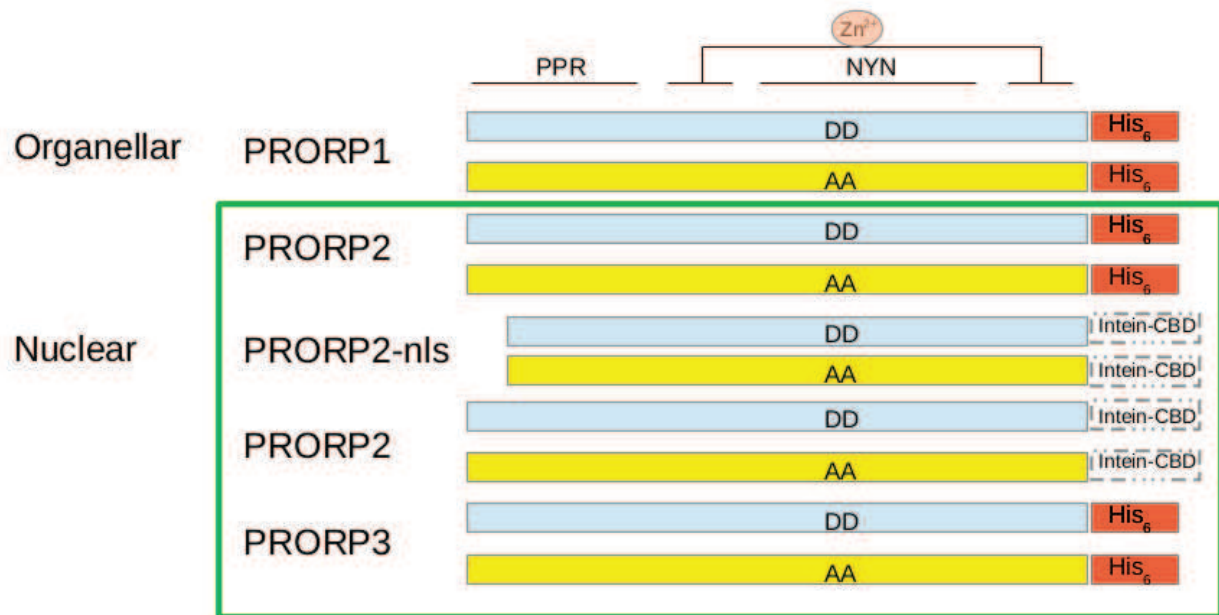 Zn²⁺
PPR NYN
Organellar PRORP1 DD His₆
AA His₆
PRORP2 DD His₆
AA His₆
Nuclear PRORP2-nls DD Intein-CBD
AA Intein-CBD
PRORP2 DD Intein-CBD
AA Intein-CBD
PRORP3 DD His₆
AA His₆